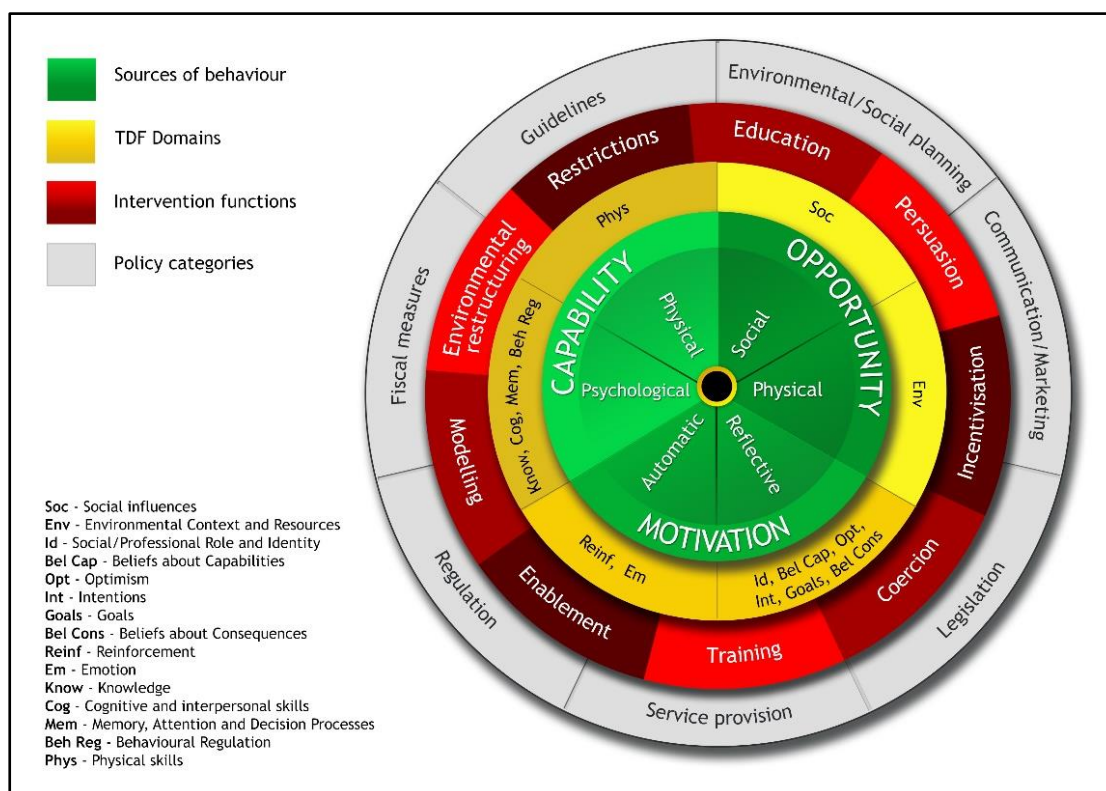 Sources of behaviour
TDF Domains
Intervention functions
Policy categories
Soc - Social influences
Env - Environmental Context and Resources
Id - Social/Professional Role and Identity
Bel Cap - Beliefs about Capabilities
Opt - Optimism
Int - Intentions
Goals - Goals
Bel Cons - Beliefs about Consequences
Reinf - Reinforcement
Em - Emotion
Know - Knowledge
Cog - Cognitive and interpersonal skills
Mem - Memory, Attention and Decision Processes
Beh Reg - Behavioural Regulation
Phys - Physical skills
Guidelines
Environmental/Social planning
Communication/Marketing
Legislation
Service provision
Regulation
Fiscal measures
Restrictions
Education
Persuasion
Incentivisation
Coercion
Training
Enablement
Modelling
Environmental
restructuring
Phys
Soc
Env
Id, Bel Cap, Opt,
Int, Goals, Bel Cons
Reinf, Em
Know, Cog, Mem, Beh Reg
CAPABILITY
OPPORTUNITY
MOTIVATION
Physical
Social
Physical
Reflective
Automatic
Psychological